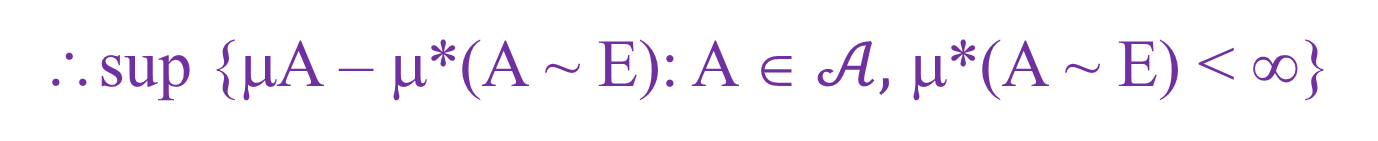 ∴sup {μA – μ*(A ~ E): A ∈ 𝒜, μ*(A ~ E) < ∞}